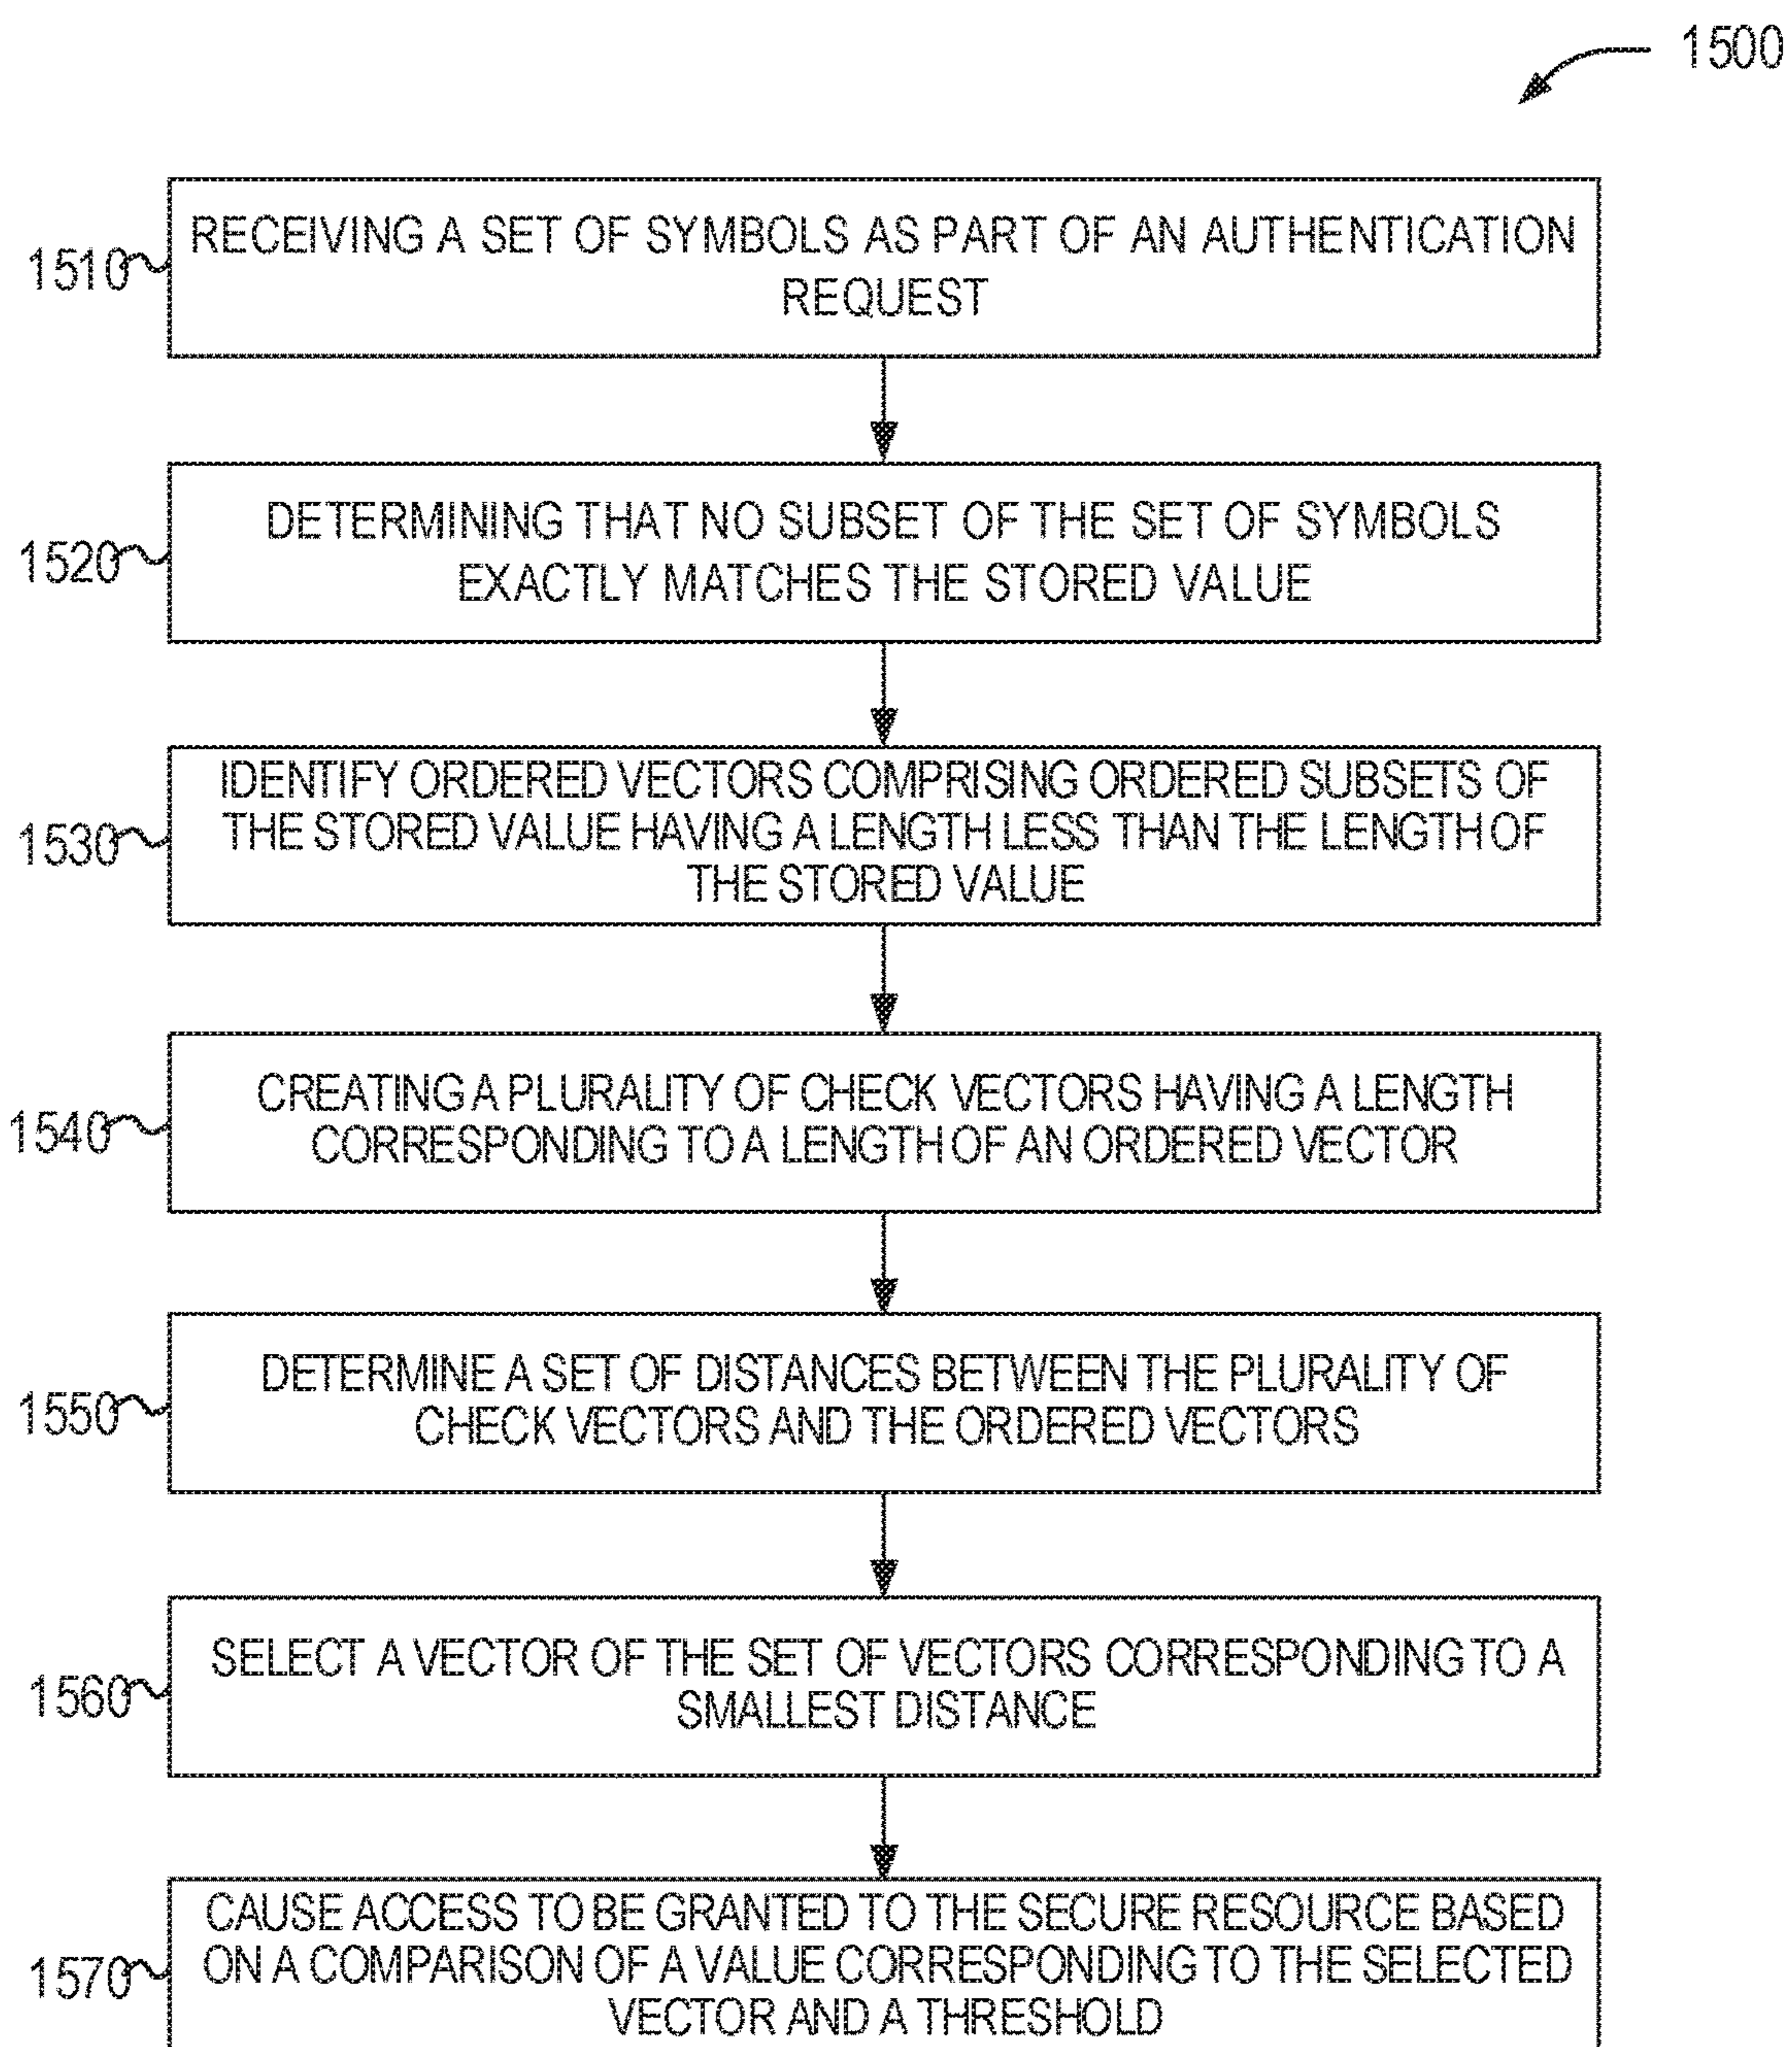 1500
1510
RECEIVING A SET OF SYMBOLS AS PART OF AN AUTHENTICATION
REQUEST
1520
DETERMINING THAT NO SUBSET OF THE SET OF SYMBOLS
EXACTLY MATCHES THE STORED VALUE
1530
IDENTIFY ORDERED VECTORS COMPRISING ORDERED SUBSETS OF
THE STORED VALUE HAVING A LENGTH LESS THAN THE LENGTH OF
THE STORED VALUE
1540
CREATING A PLURALITY OF CHECK VECTORS HAVING A LENGTH
CORRESPONDING TO A LENGTH OF AN ORDERED VECTOR
1550
DETERMINE A SET OF DISTANCES BETWEEN THE PLURALITY OF
CHECK VECTORS AND THE ORDERED VECTORS
1560
SELECT A VECTOR OF THE SET OF VECTORS CORRESPONDING TO A
SMALLEST DISTANCE
1570
CAUSE ACCESS TO BE GRANTED TO THE SECURE RESOURCE BASED
ON A COMPARISON OF A VALUE CORRESPONDING TO THE SELECTED
VECTOR AND A THRESHOLD